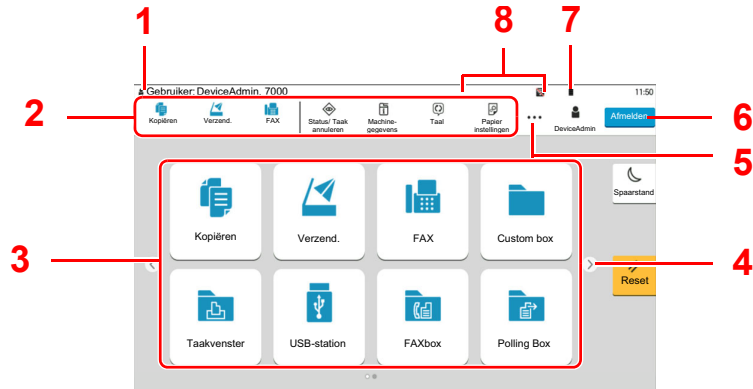 1
8
7
Gebruiker: DeviceAdmin. 7000
11:50
2
Kopiëren
Verzend.
FAX
Status/ Taak
annuleren
Machine-
gegevens
Taal
Papier
instellingen
DeviceAdmin
Afmelden
6
5
Spaarstand
Kopiëren
Verzend.
FAX
Custom box
3
4
Reset
Taakvenster
USB-station
FAXbox
Polling Box